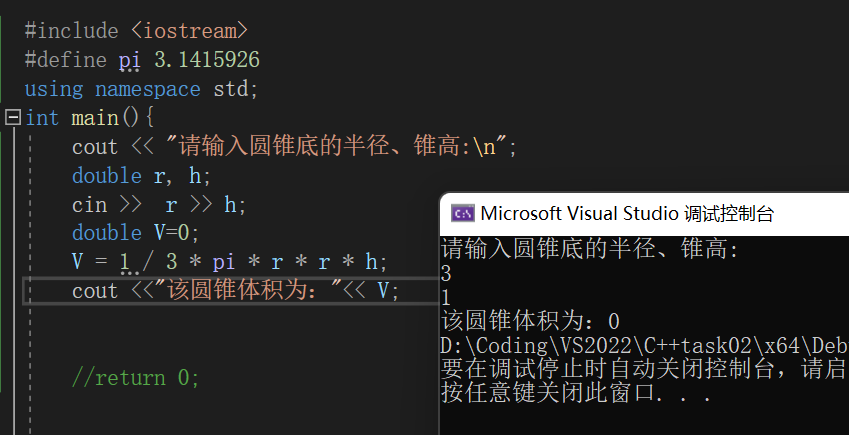 #include <iostream>
#define pi 3.1415926
using namespace std;
int main(){
cout << "请输入圆锥底的半径、锥高:\n";
double r, h;
cin >>  r >> h;
double V=0;
V = 1 / 3 * pi * r * r * h;
cout <<"该圆锥体积为："<< V;
//return 0;
C:\ Microsoft Visual Studio 调试控制台
请输入圆锥底的半径、锥高:
3
1
该圆锥体积为：0
D:\Coding\VS2022\C++task02\x64\Deb
要在调试停止时自动关闭控制台，请启
按任意键关闭此窗口. . .